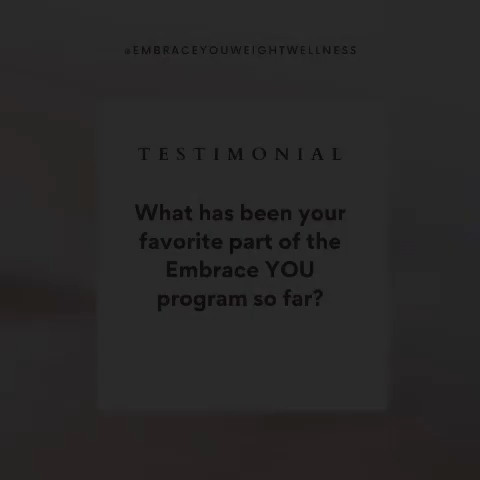 @EMBRACEYOUWEIGHTWELLNESS
TESTIMONIAL
What has been your
favorite part of the
Embrace YOU
program so far?